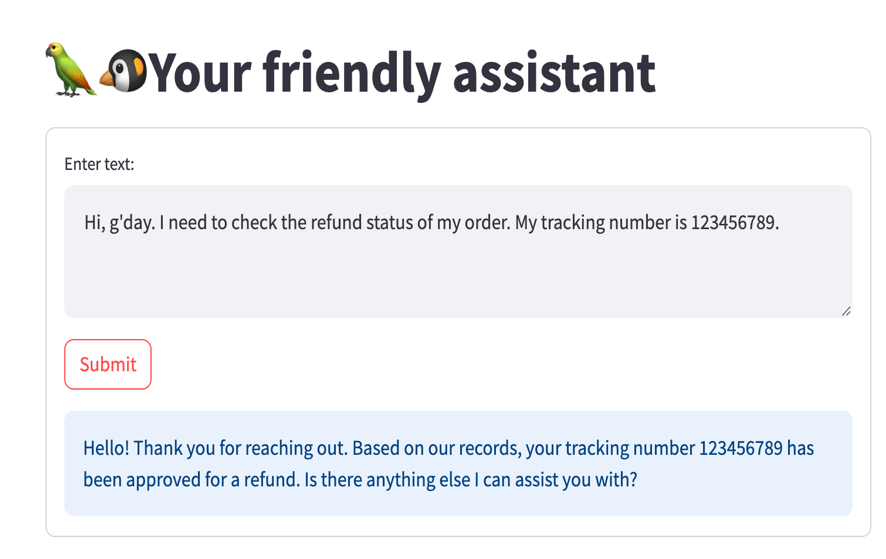 🦜🐧Your friendly assistant
Enter text:
Hi, g'day. I need to check the refund status of my order. My tracking number is 123456789.
Submit
Hello! Thank you for reaching out. Based on our records, your tracking number 123456789 has
been approved for a refund. Is there anything else I can assist you with?